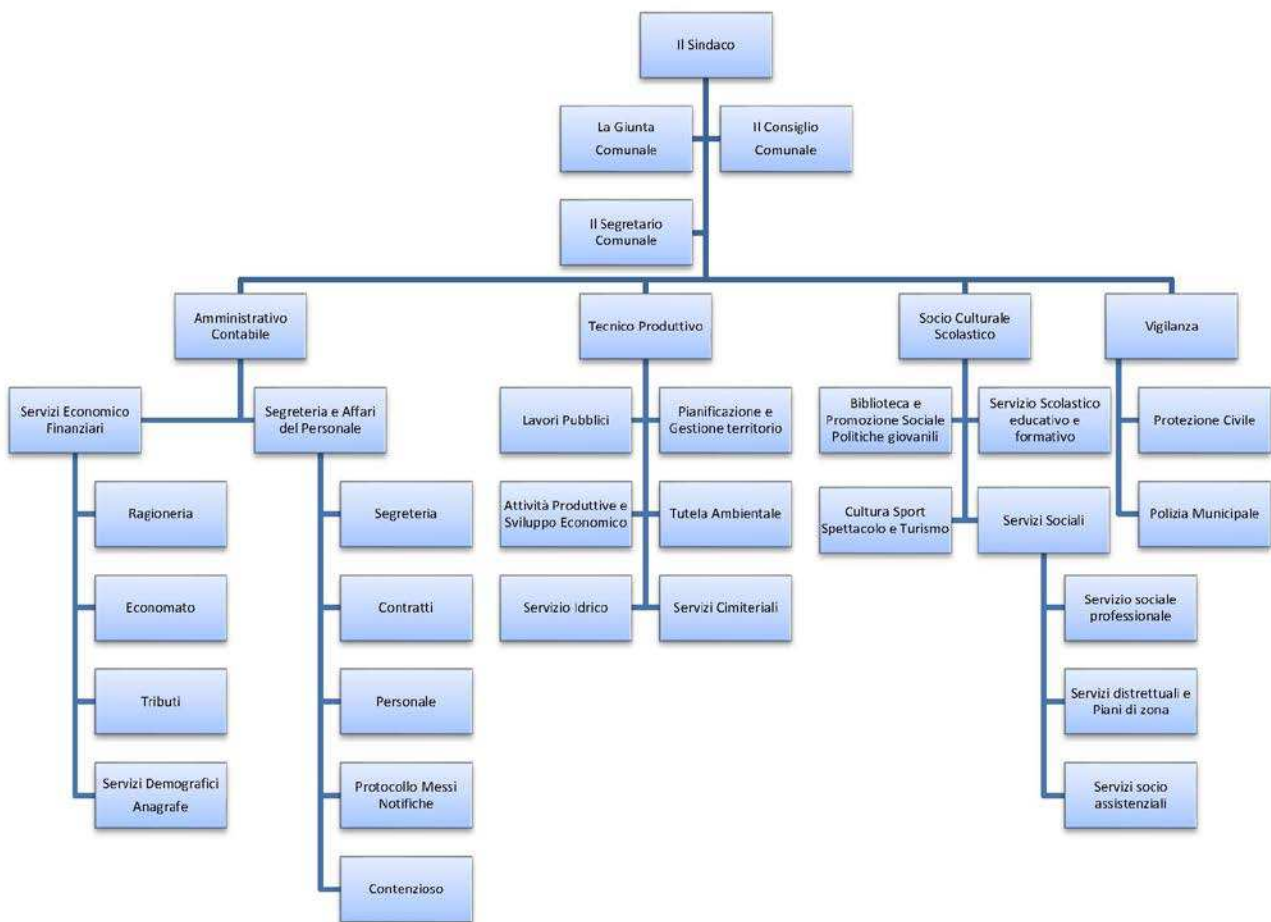 Il Sindaco
La Giunta
Comunale
Il Consiglio
Comunale
Il Segretario
Comunale
Amministrativo
Contabile
Tecnico Produttivo
Socio Culturale
Scolastico
Vigilanza
Servizi Economico
Finanziari
Segreteria e Affari
del Personale
Lavori Pubblici
Pianificazione e
Gestione territorio
Biblioteca e
Promozione Sociale
Politiche giovanili
Servizio Scolastico
educativo e
formativo
Protezione Civile
Ragioneria
Segreteria
Attività Produttive e
Sviluppo Economico
Tutela Ambientale
Cultura Sport
Spettacolo e Turismo
Servizi Sociali
Polizia Municipale
Economato
Contratti
Servizio Idrico
Servizi Cimiteriali
Servizio sociale
professionale
Tributi
Personale
Servizi distrettuali e
Piani di zona
Servizi Demografici
Anagrafe
Protocollo Messi
Notifiche
Servizi socio
assistenziali
Contenzioso